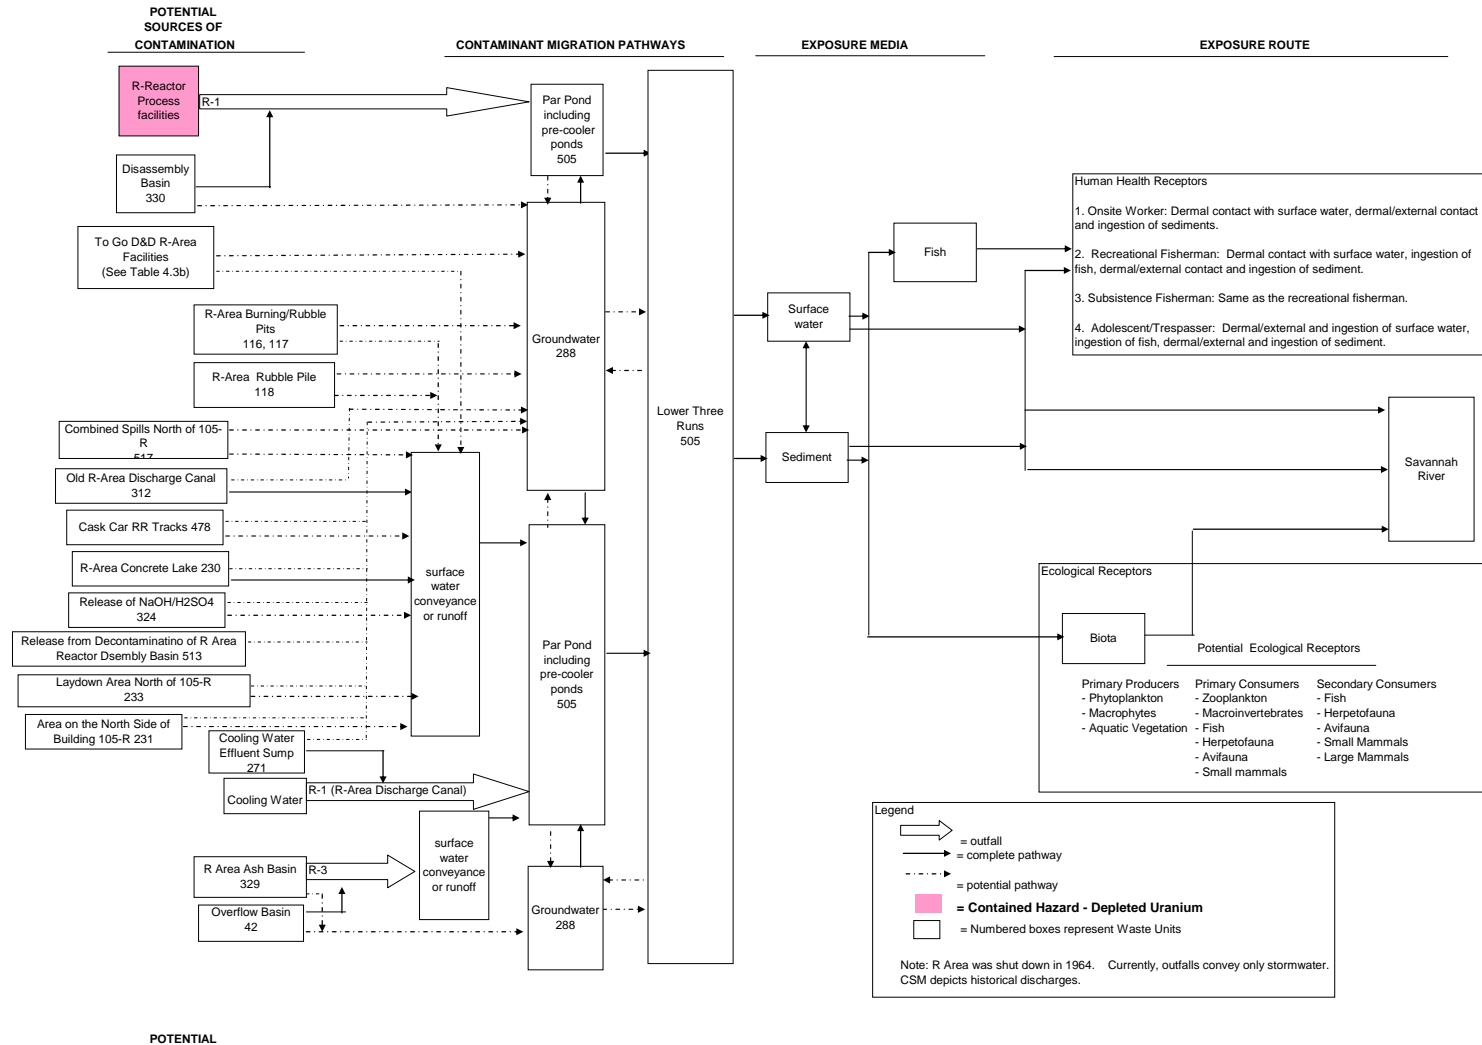 POTENTIAL
SOURCES OF
CONTAMINATION
CONTAMINANT MIGRATION PATHWAYS
EXPOSURE MEDIA
EXPOSURE ROUTE
R-Reactor
Process
facilities
R-1
Disassembly
Basin
330
To Go D&D R-Area
Facilities
(See Table 4.3b)
R-Area Burning/Rubble
Pits
116, 117
R-Area Rubble Pile
118
Combined Spills North of 105-
R
517
Old R-Area Discharge Canal
312
Cask Car RR Tracks 478
R-Area Concrete Lake 230
Release of NaOH/H2SO4
324
Release from Decontaminatino of R Area
Reactor Dsembly Basin 513
Laydown Area North of 105-R
233
Area on the North Side of
Building 105-R 231
Cooling Water
Effluent Sump
271
Cooling Water
R-1 (R-Area Discharge Canal)
R Area Ash Basin
329
R-3
Overflow Basin
42
surface
water
conveyance
or runoff
surface
water
conveyance
or runoff
Par Pond
including
pre-cooler
ponds
505
Groundwater
288
Par Pond
including
pre-cooler
ponds
505
Groundwater
288
Lower Three
Runs
505
Surface
water
Sediment
Fish
Human Health Receptors
1. Onsite Worker: Dermal contact with surface water, dermal/external contact
and ingestion of sediments.
2. Recreational Fisherman: Dermal contact with surface water, ingestion of
fish, dermal/external contact and ingestion of sediment.
3. Subsistence Fisherman: Same as the recreational fisherman.
4. Adolescent/Trespasser: Dermal/external and ingestion of surface water,
ingestion of fish, dermal/external and ingestion of sediment.
Savannah
River
Ecological Receptors
Biota
Potential Ecological Receptors
Primary Producers
- Phytoplankton
- Macrophytes
- Aquatic Vegetation
Primary Consumers
- Zooplankton
- Macroinvertebrates
- Fish
- Herpetofauna
- Avifauna
- Small mammals
Secondary Consumers
- Fish
- Herpetofauna
- Avifauna
- Small Mammals
- Large Mammals
Legend
= outfall
= complete pathway
= potential pathway
= Contained Hazard - Depleted Uranium
= Numbered boxes represent Waste Units
Note: R Area was shut down in 1964. Currently, outfalls convey only stormwater.
CSM depicts historical discharges.
POTENTIAL